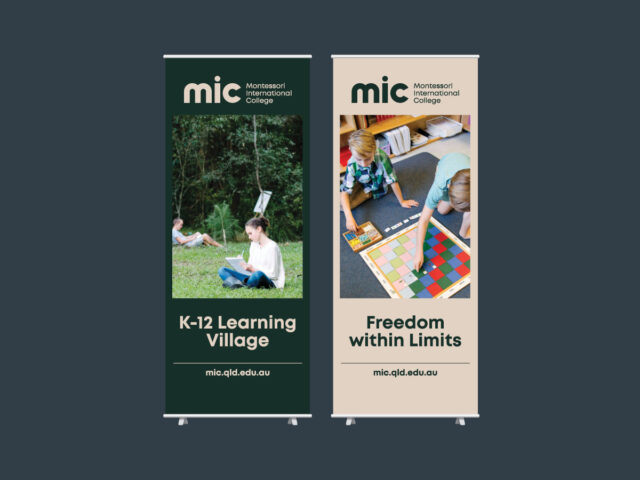 mic
Montessori
International
College
K-12 Learning
Village
mic.qld.edu.au
mic
Montessori
International
College
Freedom
within Limits
mic.qld.edu.au